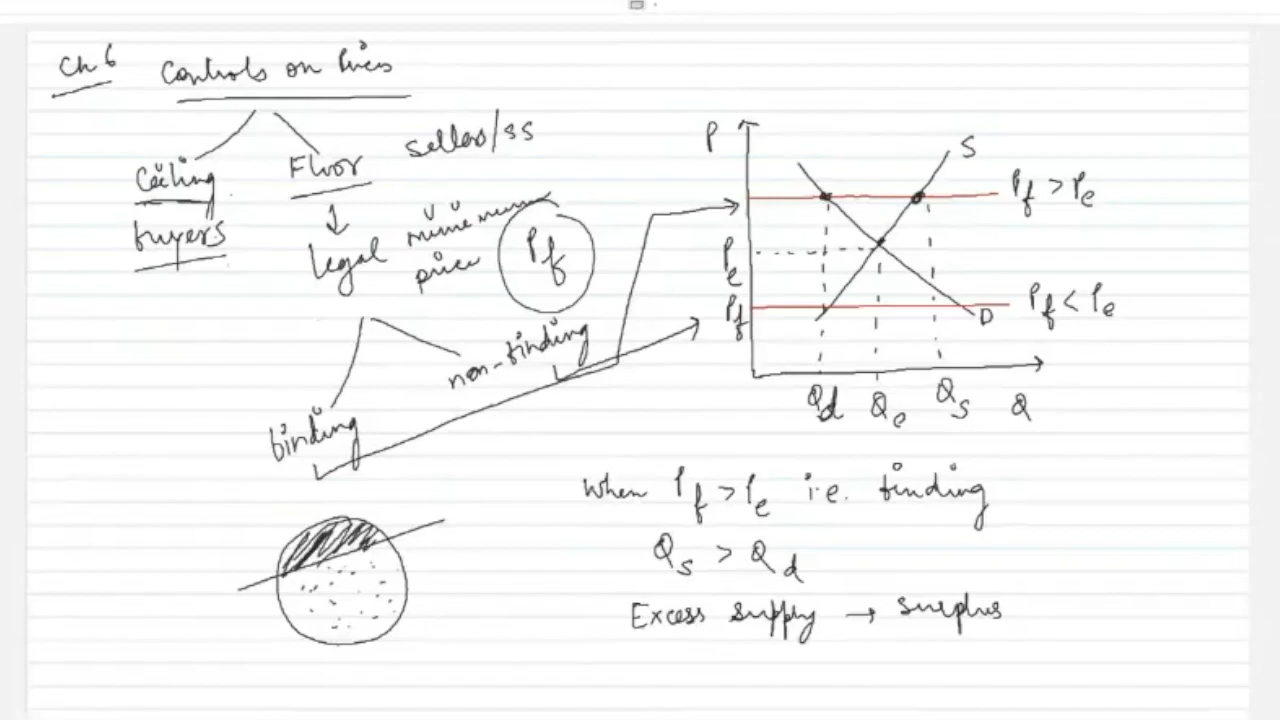 Ch 6 Controls on Prices
Ceiling
buyers
Floor
sellers/ss
Legal minimum
price
Pf
binding
non-binding
P
S
Pf > Pe
Pe
Pf
Pf < Pe
D
Qd Qe Qs Q
When Pf > Pe i.e. binding
Qs > Qd
Excess supply → surplus